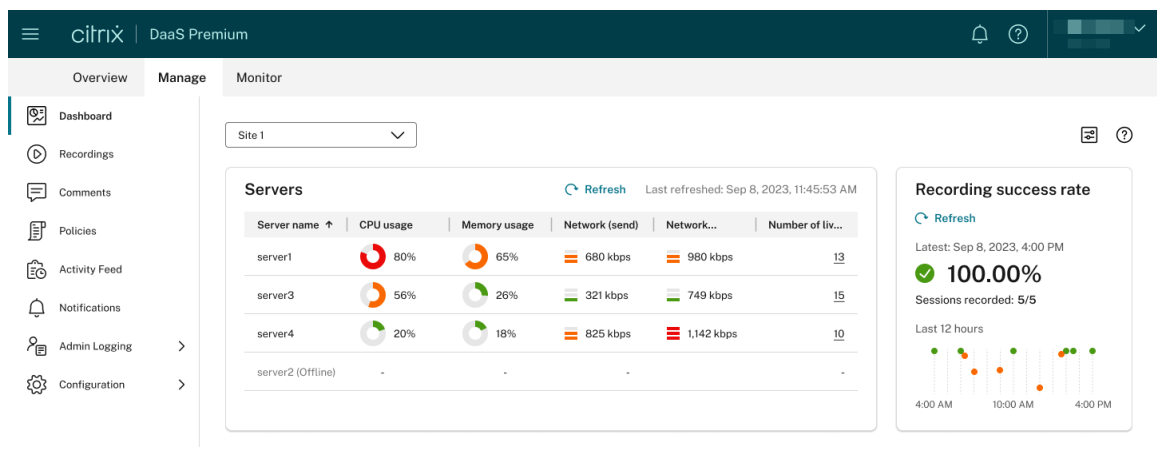 citrix DaaS Premium
Overview Manage Monitor
Dashboard
Recordings
Comments
Policies
Activity Feed
Notifications
Admin Logging
Configuration
Site 1
Servers Refresh Last refreshed: Sep 8, 2023, 11:45:53 AM
Server name CPU usage Memory usage Network (send) Network... Number of liv...
server1 80% 65% 680 kbps 980 kbps 13
server3 56% 26% 321 kbps 749 kbps 15
server4 20% 18% 825 kbps 1,142 kbps 10
server2 (Offline) - - - -
Recording success rate
Refresh
Latest: Sep 8, 2023, 4:00 PM
100.00%
Sessions recorded: 5/5
Last 12 hours
4:00 AM 10:00 AM 4:00 PM